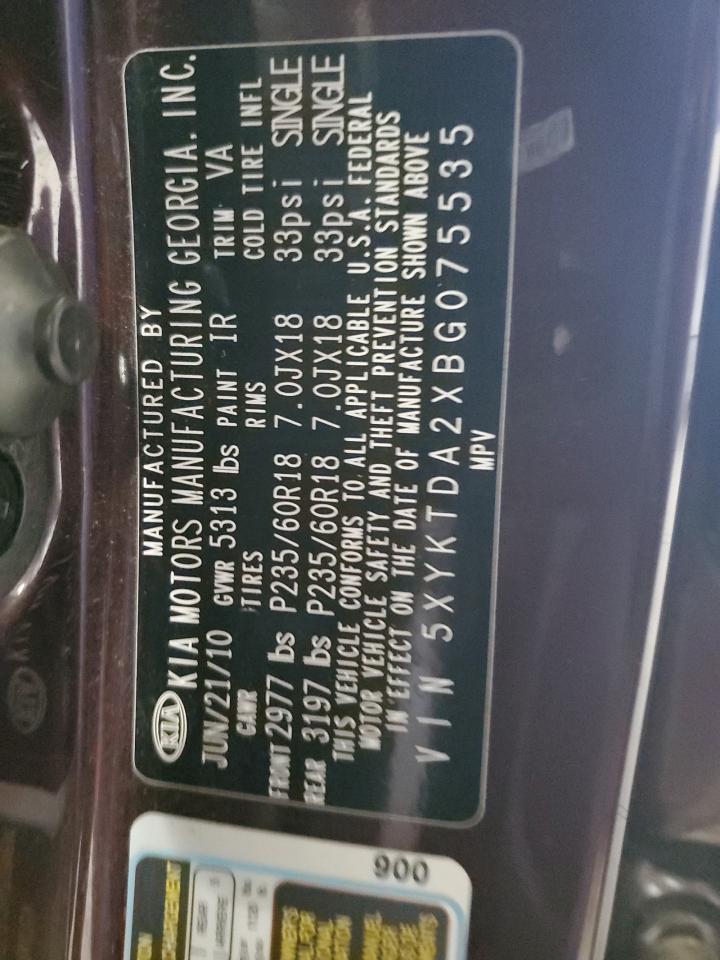 MANUFACTURED BY
KIA KIA MOTORS MANUFACTURING GEORGIA, INC.
JUN/21/10 GVWR 5313 lbs PAINT IR TRIM VA
GAWR TIRES RIMS COLD TIRE INFL
FRONT 2977 lbs P235/60R18 7.0JX18 33psi SINGLE
REAR 3197 lbs P235/60R18 7.0JX18 33psi SINGLE
THIS VEHICLE CONFORMS TO ALL APPLICABLE U.S.A. FEDERAL
MOTOR VEHICLE SAFETY AND THEFT PREVENTION STANDARDS
IN EFFECT ON THE DATE OF MANUFACTURE SHOWN ABOVE
VIN 5XYKTDA2XBG075535
MPV
900
REAR